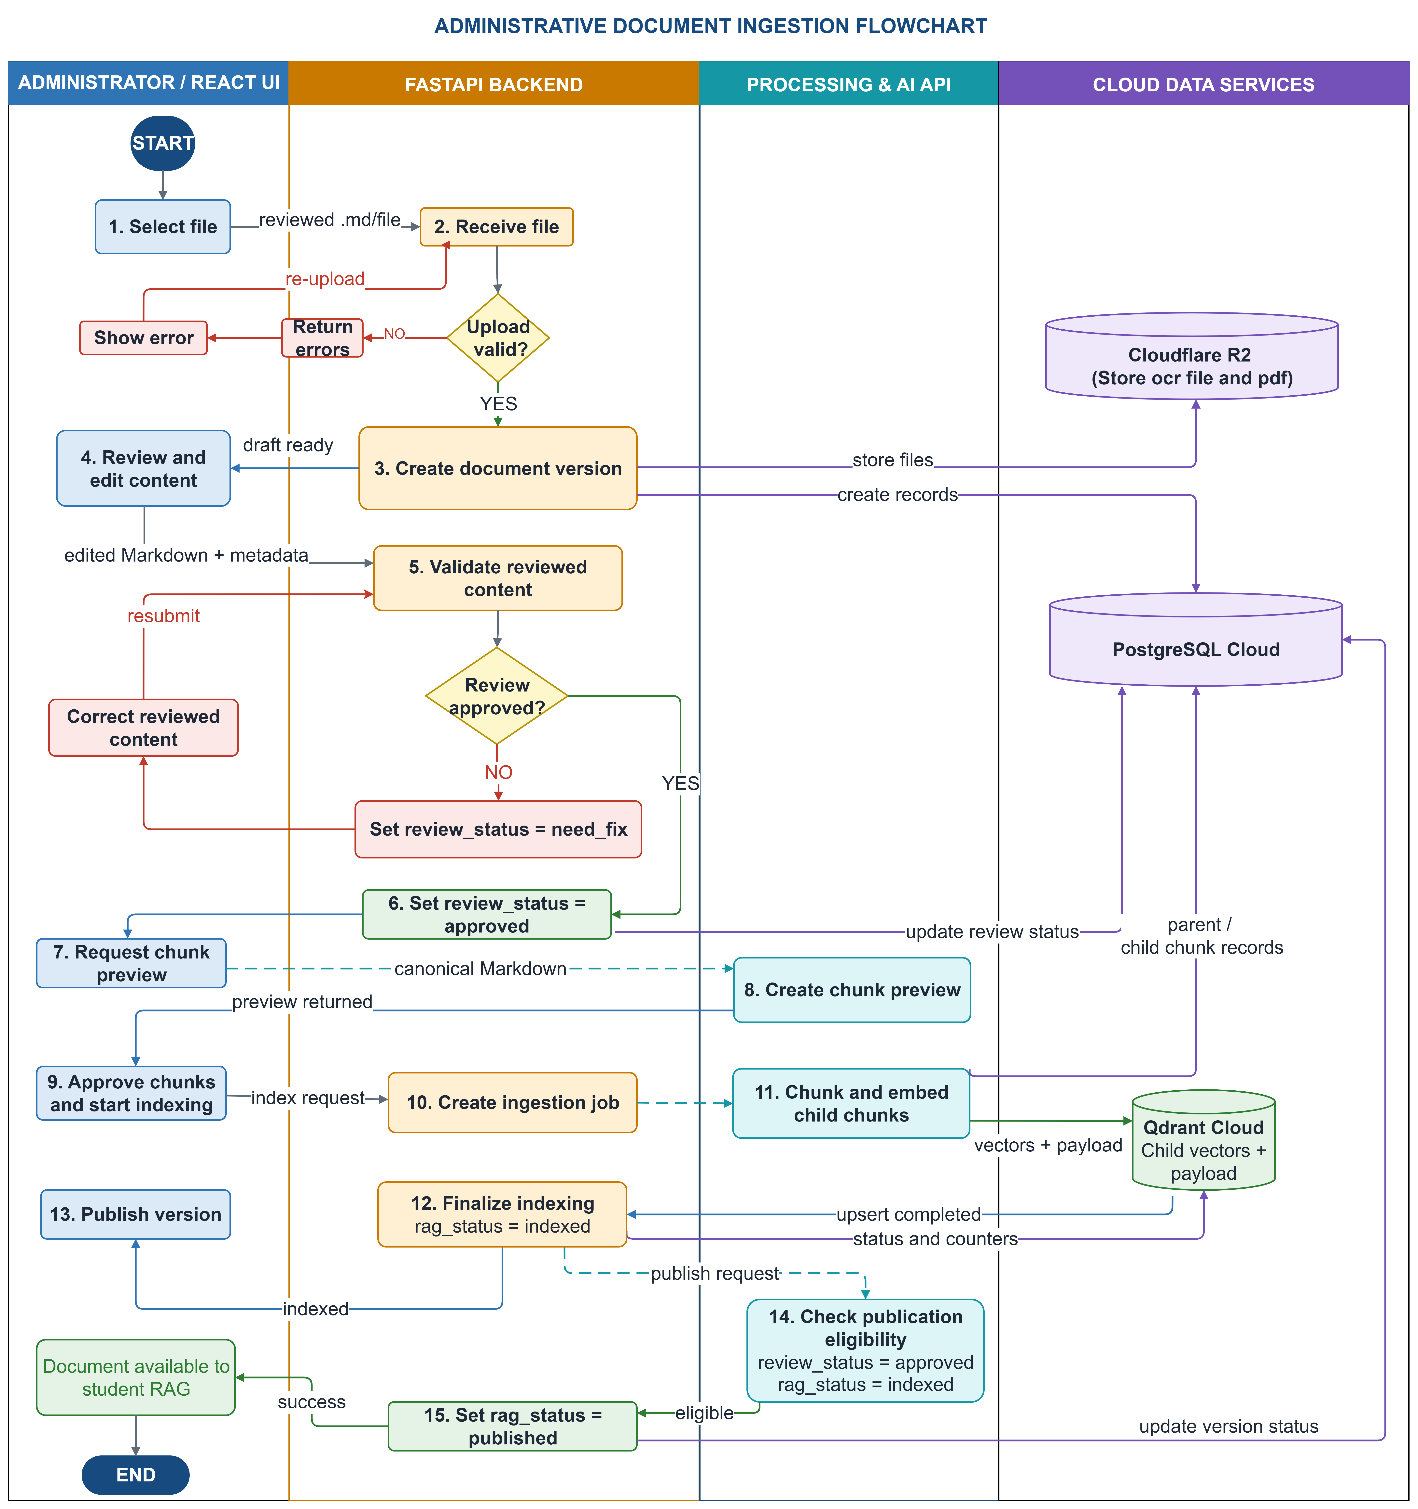 ADMINISTRATIVE DOCUMENT INGESTION FLOWCHART
ADMINISTRATOR / REACT UI
FASTAPI BACKEND
PROCESSING & AI API
CLOUD DATA SERVICES
START
1. Select file
reviewed .md/file
2. Receive file
re-upload
Show error
Return
errors
NO
Upload
valid?
YES
Cloudflare R2
(Store ocr file and pdf)
4. Review and
edit content
draft ready
3. Create document version
store files
create records
edited Markdown + metadata
5. Validate reviewed
content
resubmit
PostgreSQL Cloud
Review
approved?
Correct reviewed
content
NO
YES
Set review_status = need_fix
6. Set review_status =
approved
update review status
parent /
child chunk records
7. Request chunk
preview
canonical Markdown
8. Create chunk preview
preview returned
9. Approve chunks
and start indexing
index request
10. Create ingestion job
11. Chunk and embed
child chunks
vectors + payload
Qdrant Cloud
Child vectors +
payload
13. Publish version
12. Finalize indexing
rag_status = indexed
upsert completed
status and counters
publish request
indexed
14. Check publication
eligibility
review_status = approved
rag_status = indexed
Document available to
student RAG
success
15. Set rag_status =
published
eligible
update version status
END